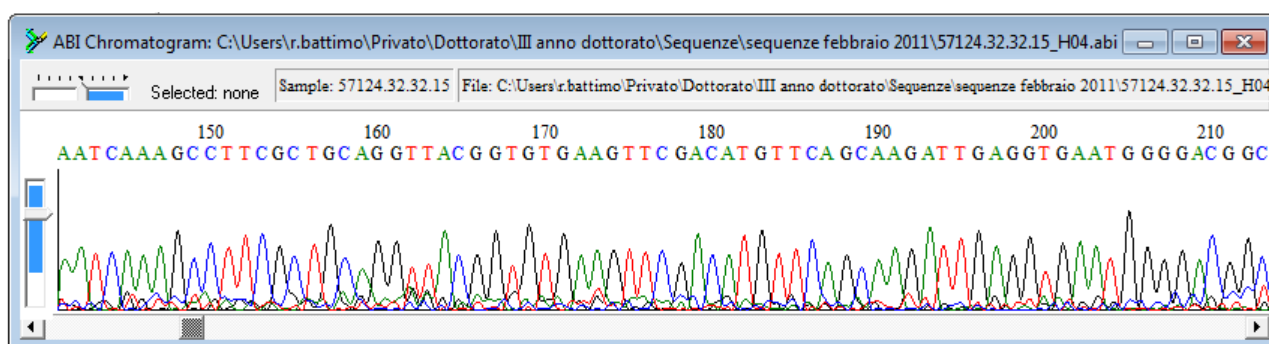 ABI Chromatogram: C:\Users\r.battimo\Privato\Dottorato\III anno dottorato\Sequenze\sequenze febbraio 2011\57124.32.32.15_H04.abi
Selected: none Sample: 57124.32.32.15 File: C:\Users\r.battimo\Privato\Dottorato\III anno dottorato\Sequenze\sequenze febbraio 2011\57124.32.32.15_H04
150 160 170 180 190 200 210
AATCAAAGCCTTCGCTGCAGGTTACGGTGTGAAGTTCGACATGTTCAGCAAGATTGAGGTGAATGGGGACGGC